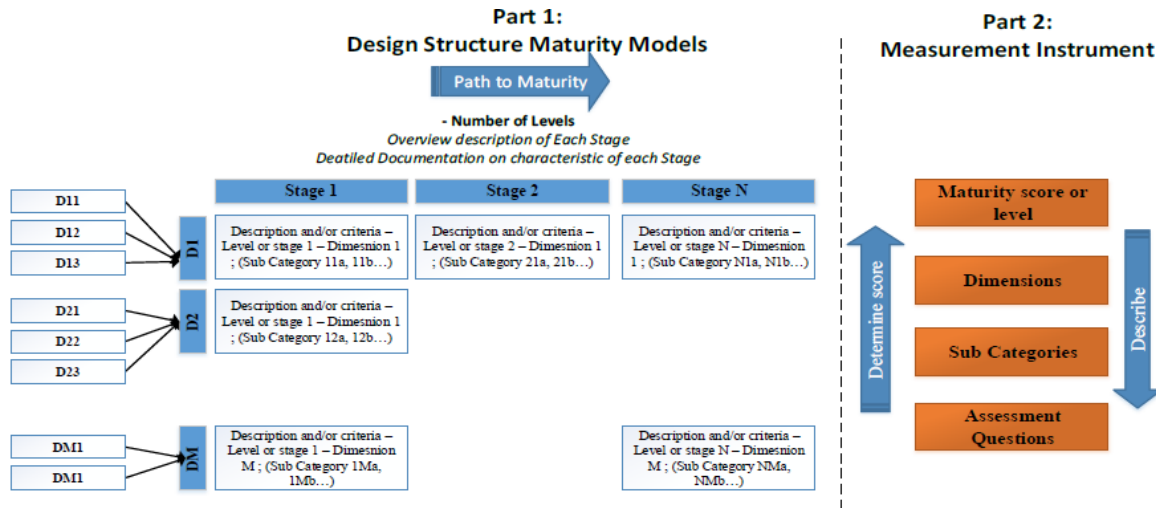 Part 1:
Design Structure Maturity Models
Path to Maturity
- Number of Levels
Overview description of Each Stage
Deatiled Documentation on characteristic of each Stage
Stage 1
Stage 2
Stage N
D11
D12
D13
D1
Description and/or criteria –
Level or stage 1 – Dimesnion 1
; (Sub Category 11a, 11b…)
Description and/or criteria –
Level or stage 2 – Dimesnion 1
; (Sub Category 21a, 21b…)
Description and/or criteria –
Level or stage N – Dimesnion
1 ; (Sub Category N1a, N1b…)
D21
D22
D23
D2
Description and/or criteria –
Level or stage 1 – Dimesnion 1
; (Sub Category 12a, 12b…)
DM1
DM1
DM
Description and/or criteria –
Level or stage 1 – Dimesnion
M ; (Sub Category 1Ma,
1Mb…)
Description and/or criteria –
Level or stage N – Dimesnion
M ; (Sub Category NMa,
NMb…)
Part 2:
Measurement Instrument
Determine score
Maturity score or
level
Dimensions
Sub Categories
Assessment
Questions
Describe